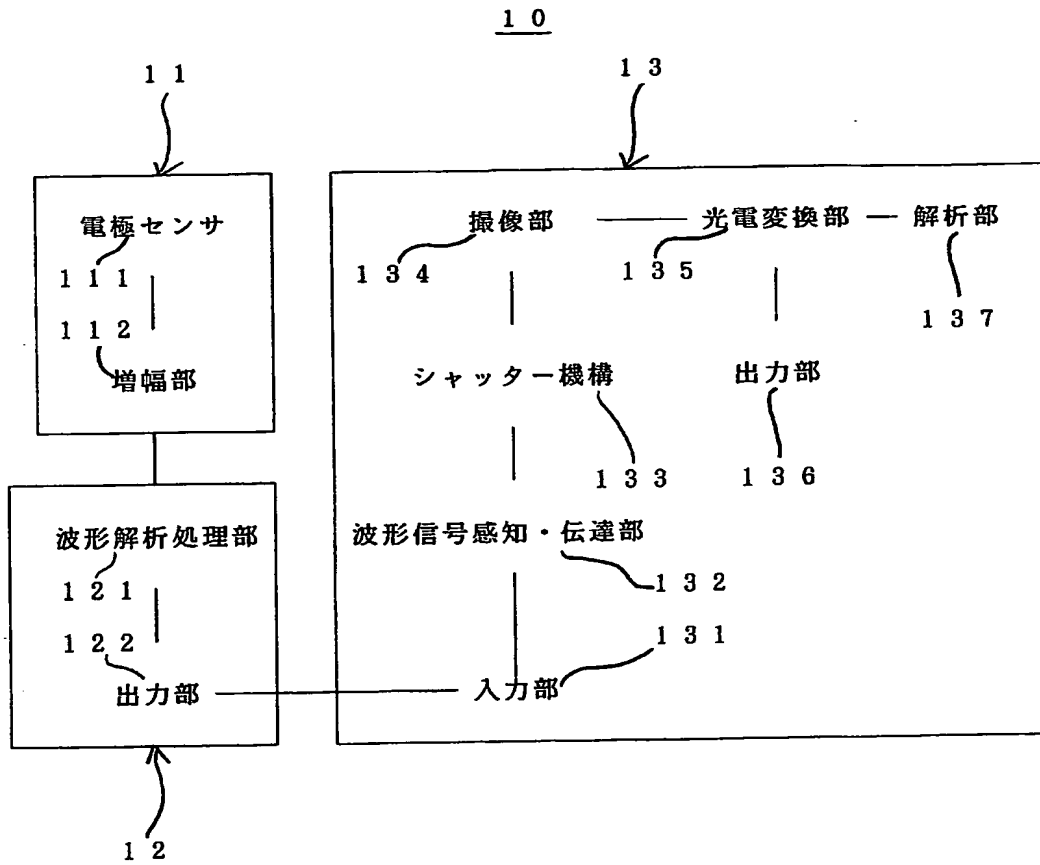 10
11
13
電極センサ
111
112
増幅部
撮像部
光電変換部
解析部
134
135
137
シャッター機構
出力部
133
136
波形解析処理部
121
122
出力部
波形信号感知・伝達部
132
131
入力部
12